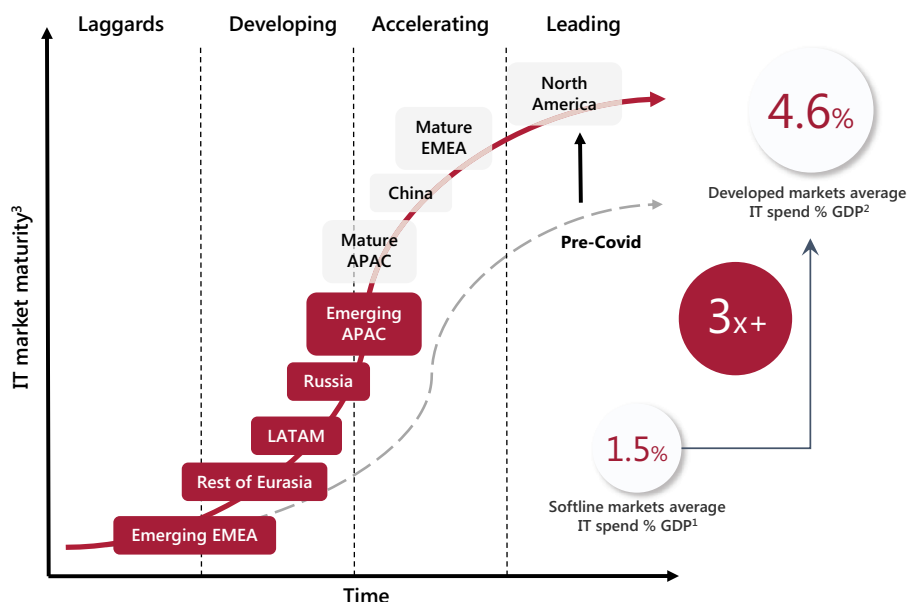 Laggards
Developing
Accelerating
Leading
IT market maturity³
North
America
Mature
EMEA
China
Mature
APAC
Emerging
APAC
Russia
LATAM
Rest of Eurasia
Emerging EMEA
Pre-Covid
Time
4.6%
Developed markets average
IT spend % GDP²
3x+
1.5%
Softline markets average
IT spend % GDP¹